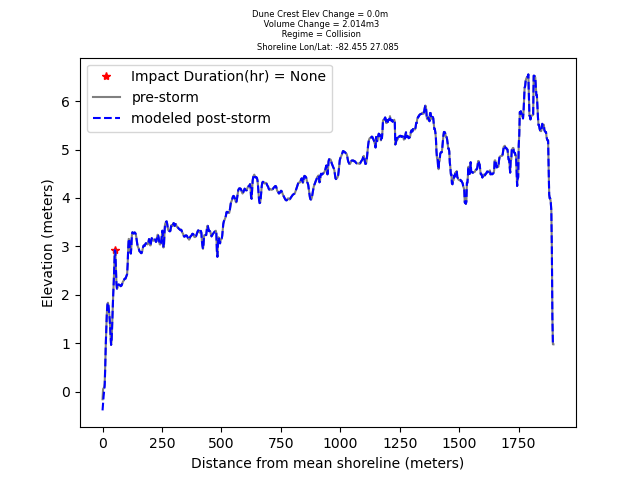 Dune Crest Elev Change = 0.0m
Volume Change = 2.014m3
Regime = Collision
Shoreline Lon/Lat: -82.455 27.085
Impact Duration(hr) = None
pre-storm
modeled post-storm
Elevation (meters)
6
5
4
3
2
1
0
0 250 500 750 1000 1250 1500 1750
Distance from mean shoreline (meters)